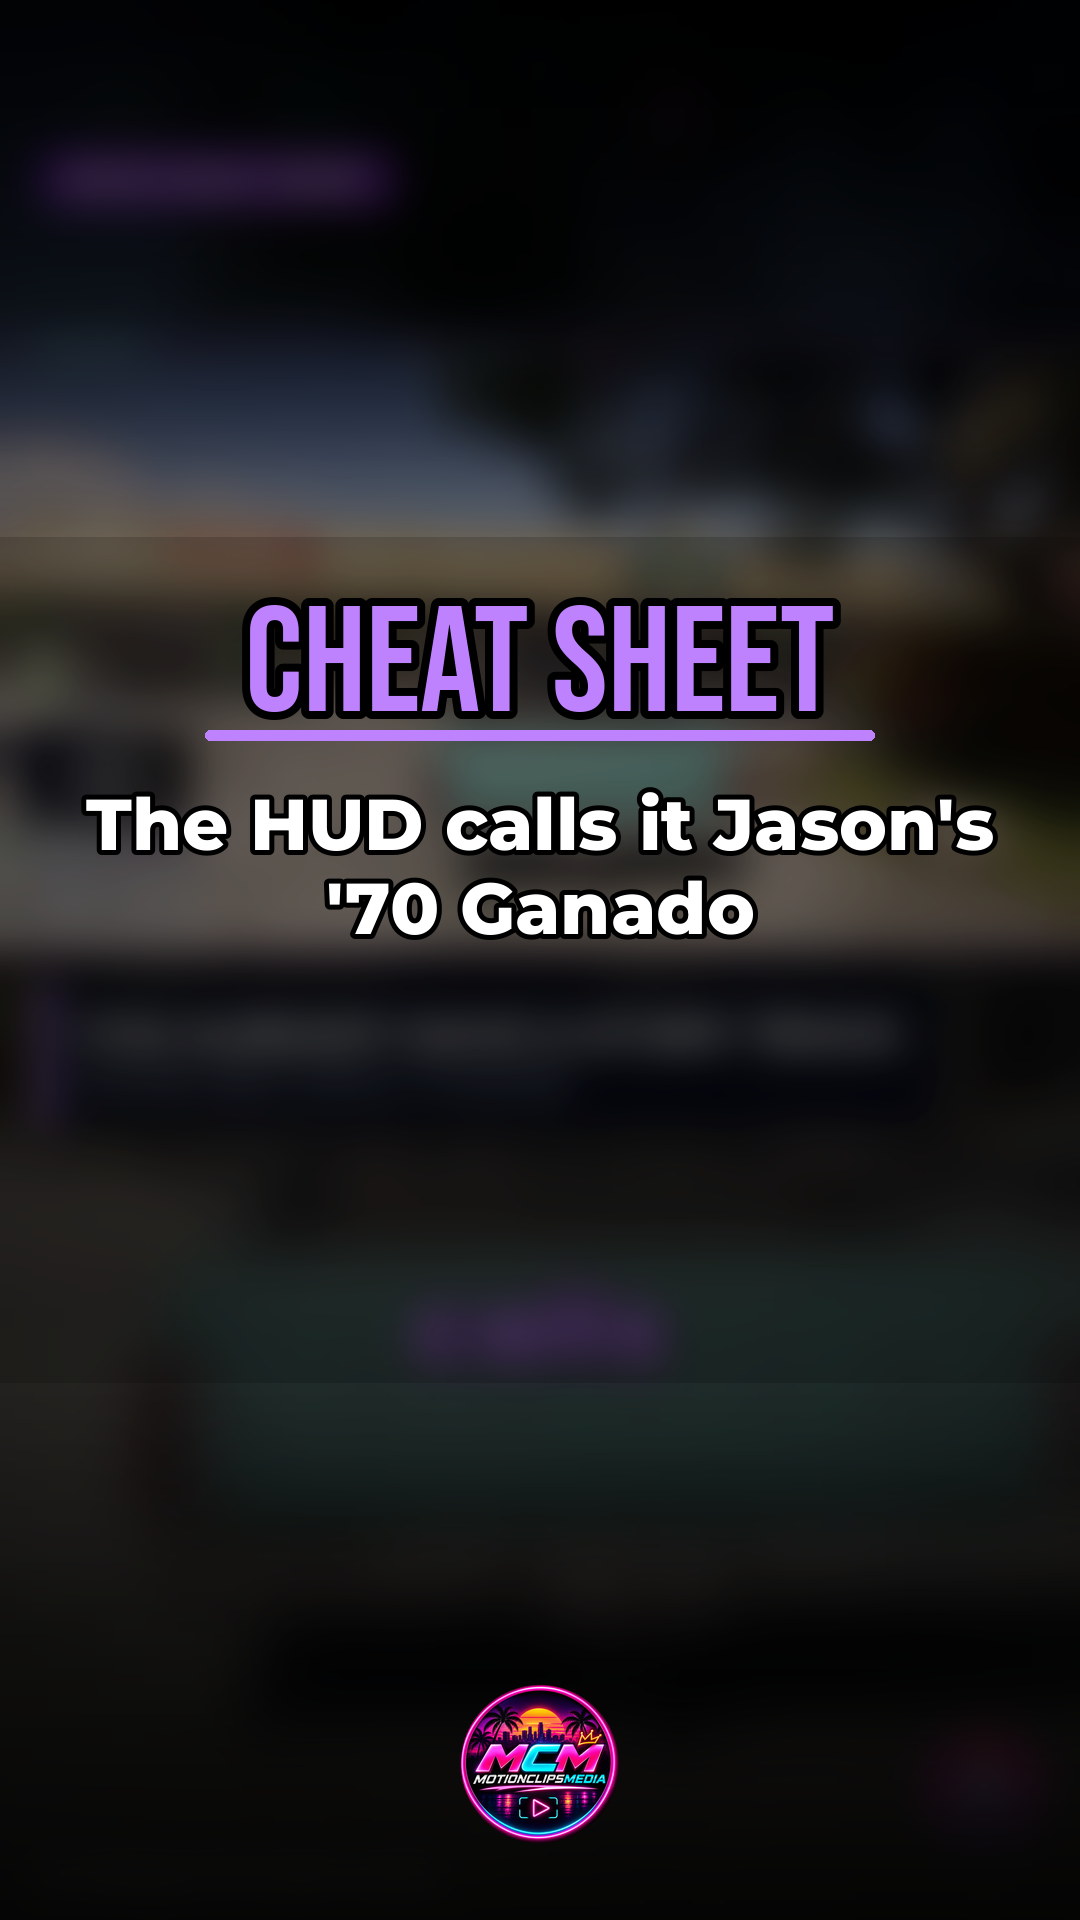 CHEAT SHEET
The HUD calls it Jason's
'70 Ganado
MCM
MOTIONCLIPSMEDIA